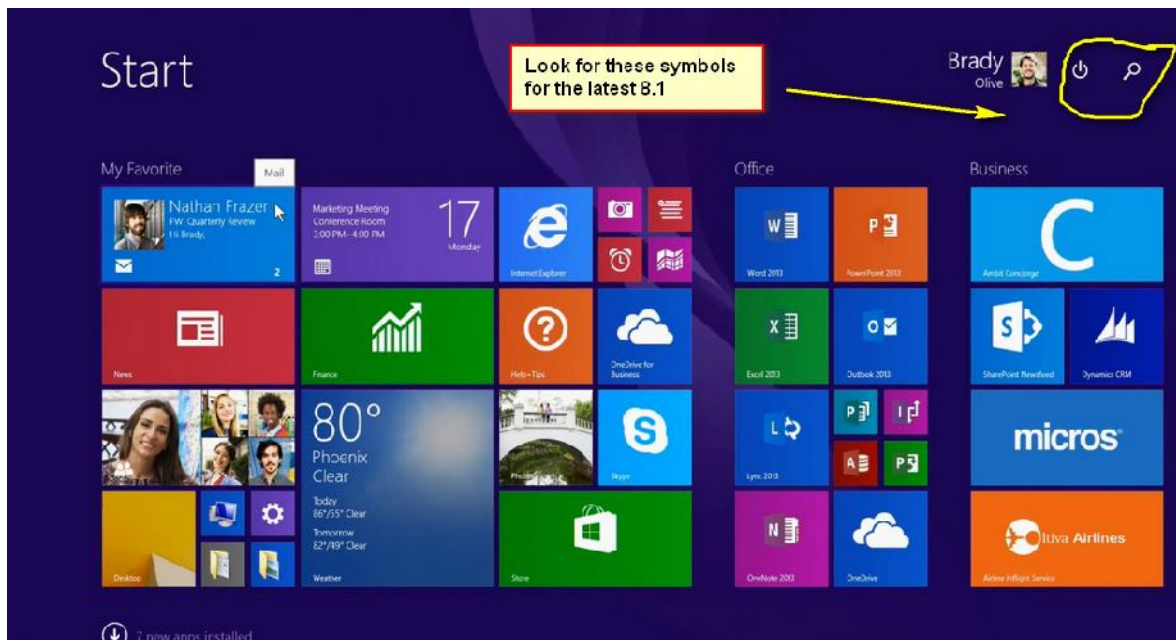 Start
Look for these symbols
for the latest 8.1
Brady
Olive
My Favorite
Mail
Office
Business
Nathan Frazer
FW: Quarterly Review
Hi Brady,
2
Marketing Meeting
Conference Room
3:00 PM–4:00 PM
17
Monday
Internet Explorer
Word 2013
PowerPoint 2013
Ambit Concierge
News
Finance
Help+Tips
OneDrive for
Business
Excel 2013
Outlook 2013
SharePoint Newsfeed
Dynamics CRM
80°
Phoenix
Clear
Today
86°/55° Clear
Tomorrow
82°/49° Clear
Weather
Skype
Lync 2013
micros
Desktop
Store
OneNote 2013
OneDrive
Airlines
Airline Inflight Service
7 new apps installed